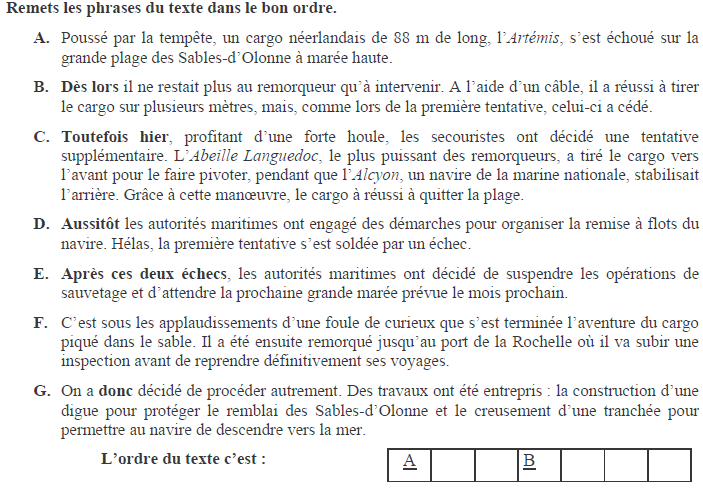 Remets les phrases du texte dans le bon ordre.
A. Poussé par la tempête, un cargo néerlandais de 88 m de long, l’Artémis, s’est échoué sur la
grande plage des Sables-d’Olonne à marée haute.
B. Dès lors il ne restait plus au remorqueur qu’à intervenir. A l’aide d’un câble, il a réussi à tirer
le cargo sur plusieurs mètres, mais, comme lors de la première tentative, celui-ci a cédé.
C. Toutefois hier, profitant d’une forte houle, les secouristes ont décidé une tentative
supplémentaire. L’Abeille Languedoc, le plus puissant des remorqueurs, a tiré le cargo vers
l’avant pour le faire pivoter, pendant que l’Alcyon, un navire de la marine nationale, stabilisait
l’arrière. Grâce à cette manœuvre, le cargo à réussi à quitter la plage.
D. Aussitôt les autorités maritimes ont engagé des démarches pour organiser la remise à flots du
navire. Hélas, la première tentative s’est soldée par un échec.
E. Après ces deux échecs, les autorités maritimes ont décidé de suspendre les opérations de
sauvetage et d’attendre la prochaine grande marée prévue le mois prochain.
F. C’est sous les applaudissements d’une foule de curieux que s’est terminée l’aventure du cargo
piqué dans le sable. Il a été ensuite remorqué jusqu’au port de la Rochelle où il va subir une
inspection avant de reprendre définitivement ses voyages.
G. On a donc décidé de procéder autrement. Des travaux ont été entrepris : la construction d’une
digue pour protéger le remblai des Sables-d’Olonne et le creusement d’une tranchée pour
permettre au navire de descendre vers la mer.
L’ordre du texte c’est : A B